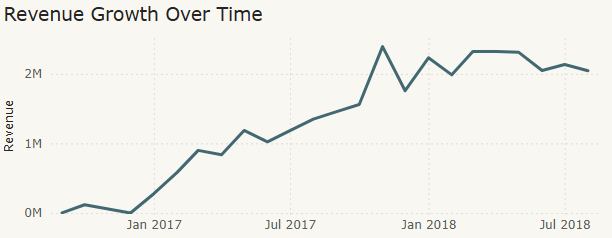 Revenue Growth Over Time
2M
1M
0M
Revenue
Jan 2017
Jul 2017
Jan 2018
Jul 2018